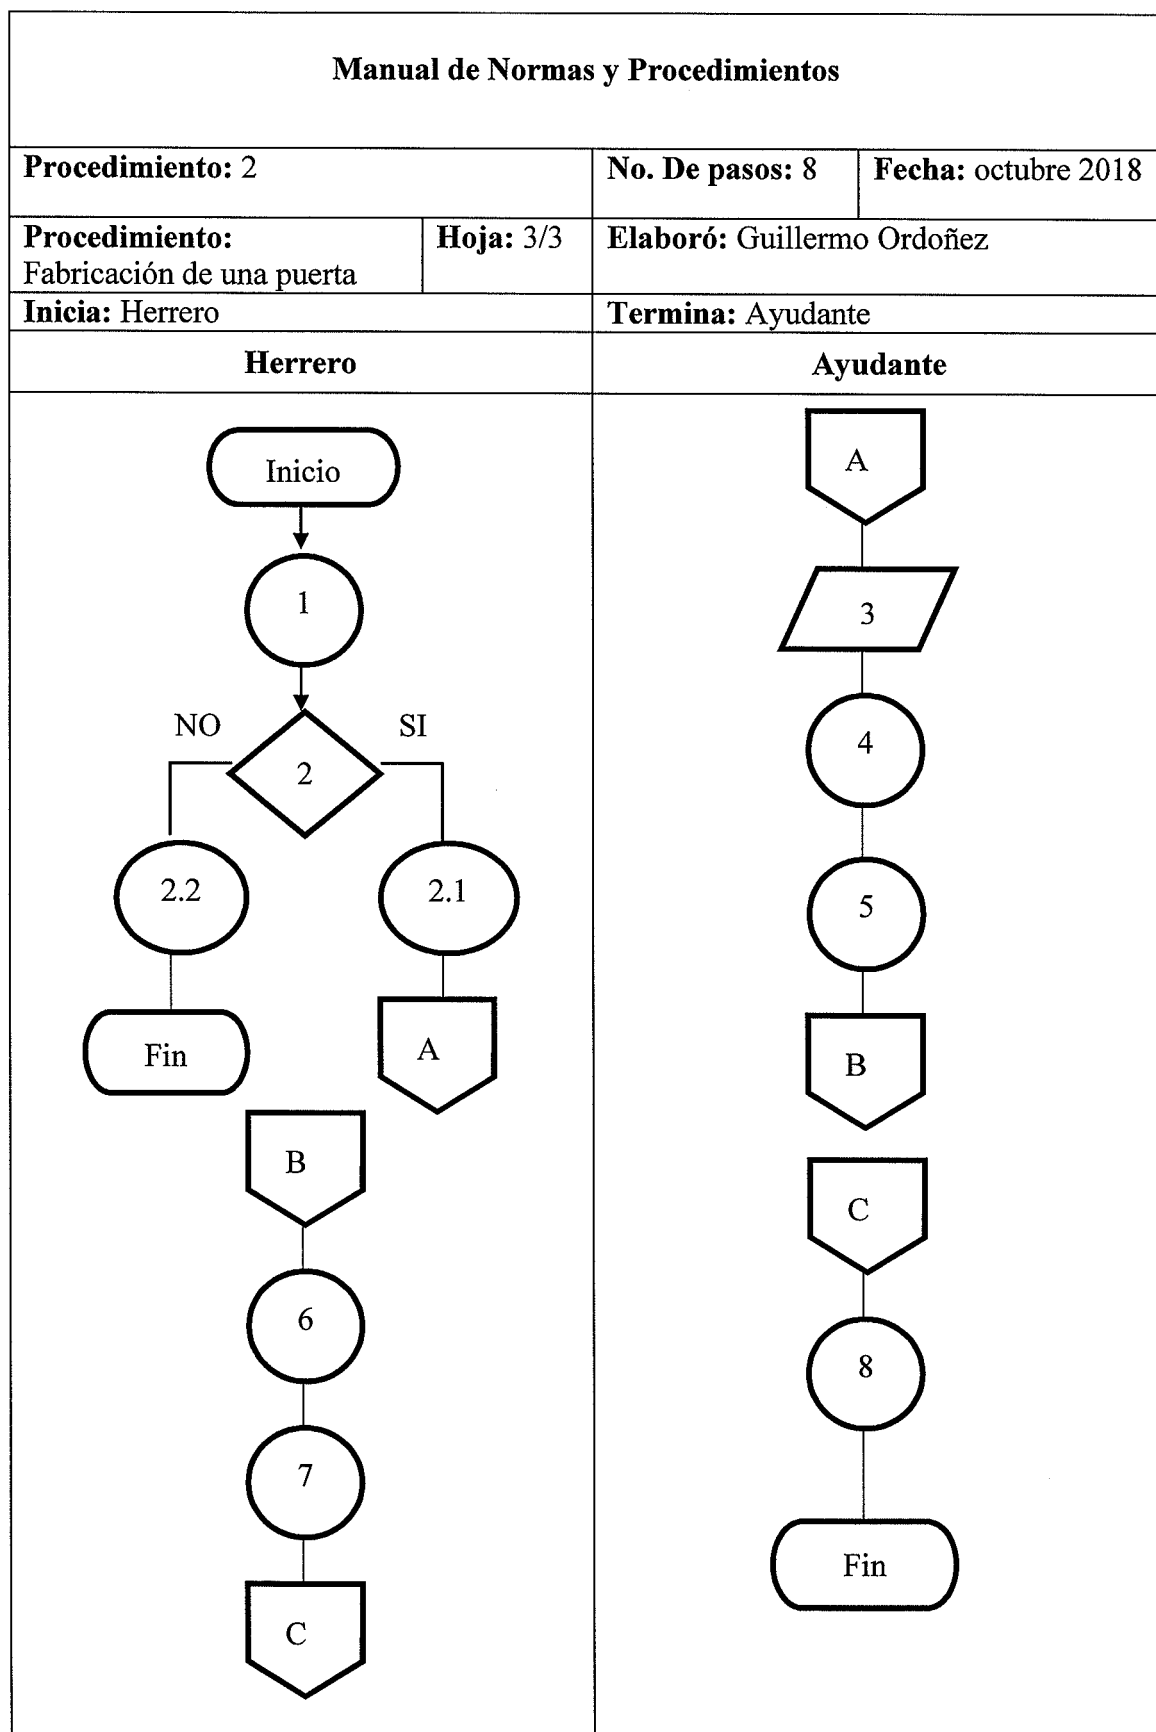 Manual de Normas y Procedimientos
Procedimiento: 2
No. De pasos: 8
Fecha: octubre 2018
Procedimiento:
Fabricación de una puerta
Hoja: 3/3
Elaboró: Guillermo Ordoñez
Inicia: Herrero
Termina: Ayudante
Herrero
Ayudante
Inicio
1
NO
SI
2
2.2
2.1
Fin
A
B
6
7
C
A
3
4
5
B
C
8
Fin